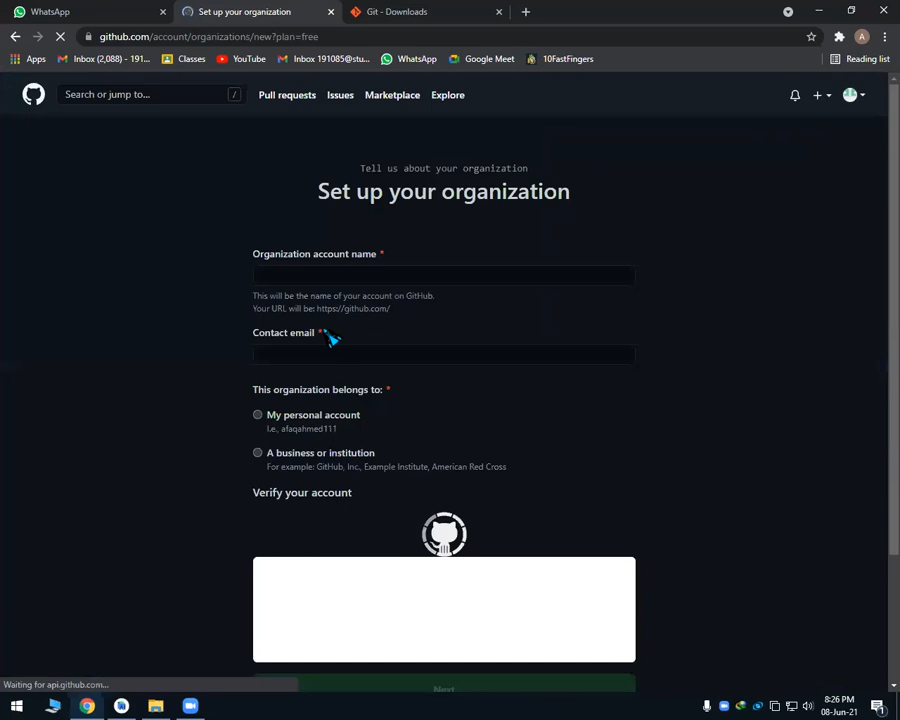 WhatsApp
Set up your organization
Git - Downloads
github.com/account/organizations/new?plan=free
A
Apps
Inbox (2,088) - 191...
Classes
YouTube
Inbox 191085@stu...
WhatsApp
Google Meet
10FastFingers
Reading list
Search or jump to...
/
Pull requests
Issues
Marketplace
Explore
Tell us about your organization
Set up your organization
Organization account name *
This will be the name of your account on GitHub.
Your URL will be: https://github.com/
Contact email *
This organization belongs to: *
My personal account
I.e., afaqahmed111
A business or institution
For example: GitHub, Inc., Example Institute, American Red Cross
Verify your account
Next
Waiting for api.github.com...
8:26 PM
08-Jun-21
1